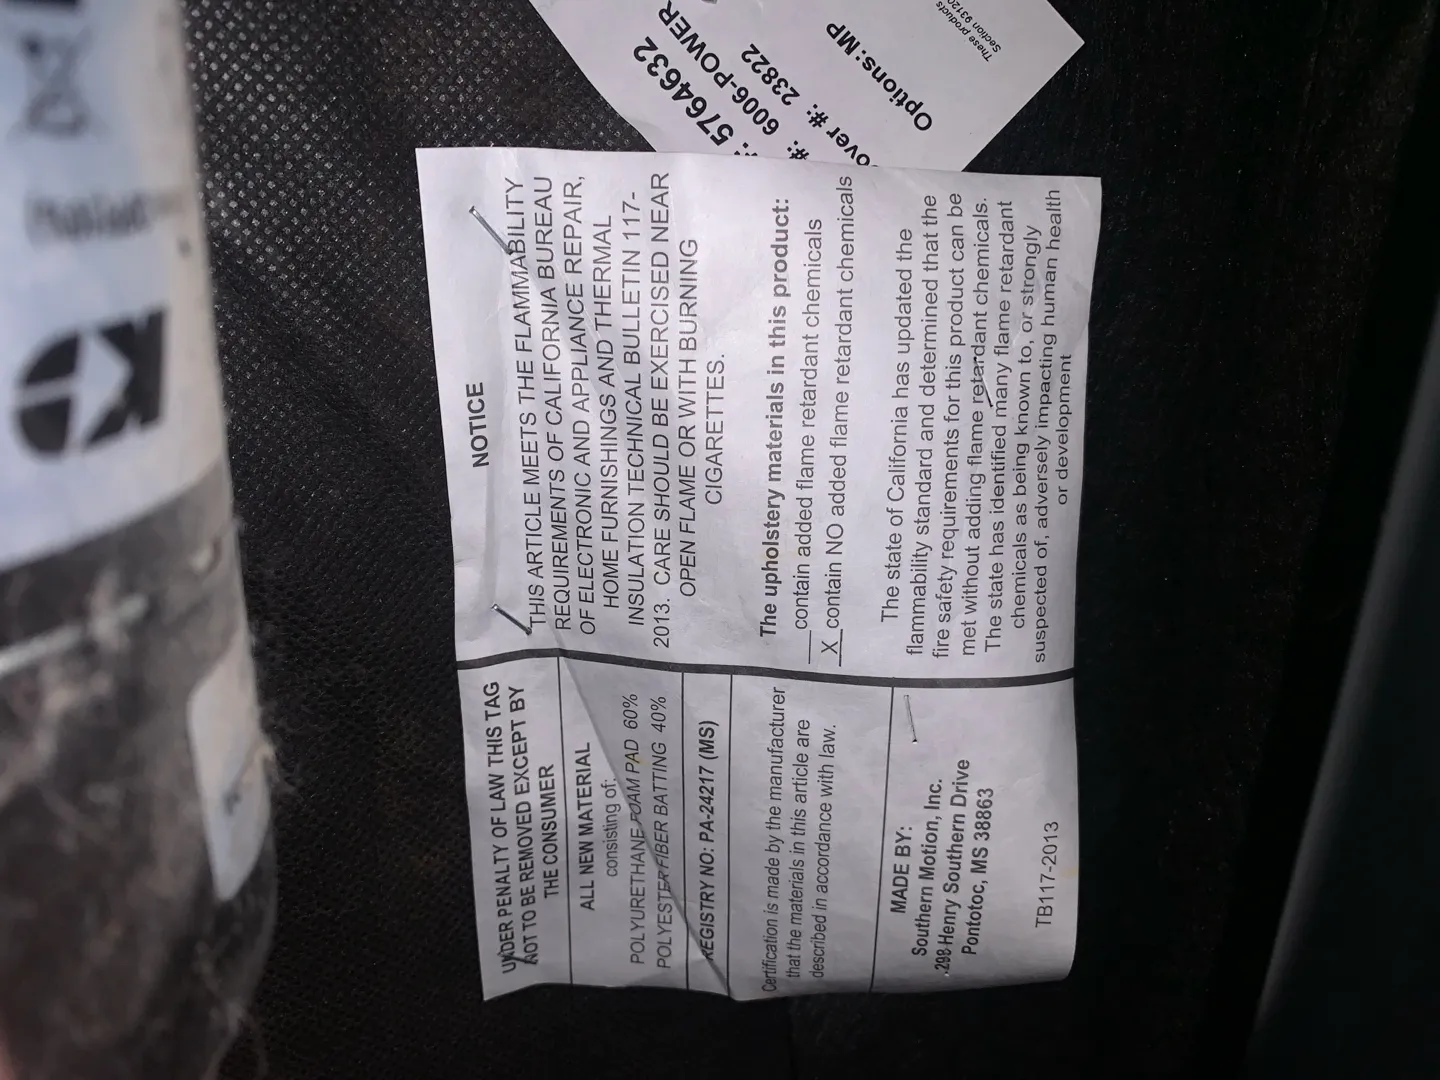 5764632
#: 6006-POWER
over #: 23822
Options: MP
These products
Section 93120
NOTICE
THIS ARTICLE MEETS THE FLAMMABILITY
REQUIREMENTS OF CALIFORNIA BUREAU
OF ELECTRONIC AND APPLIANCE REPAIR,
HOME FURNISHINGS AND THERMAL
INSULATION TECHNICAL BULLETIN 117-
2013. CARE SHOULD BE EXERCISED NEAR
OPEN FLAME OR WITH BURNING
CIGARETTES.
The upholstery materials in this product:
__ contain added flame retardant chemicals
X contain NO added flame retardant chemicals
The state of California has updated the
flammability standard and determined that the
fire safety requirements for this product can be
met without adding flame retardant chemicals.
The state has identified many flame retardant
chemicals as being known to, or strongly
suspected of, adversely impacting human health
or development
UNDER PENALTY OF LAW THIS TAG
NOT TO BE REMOVED EXCEPT BY
THE CONSUMER
ALL NEW MATERIAL
consisting of:
POLYURETHANE FOAM PAD 60%
POLYESTER FIBER BATTING 40%
REGISTRY NO: PA-24217 (MS)
Certification is made by the manufacturer
that the materials in this article are
described in accordance with law.
MADE BY:
Southern Motion, Inc.
298 Henry Southern Drive
Pontotoc, MS 38863
TB117-2013